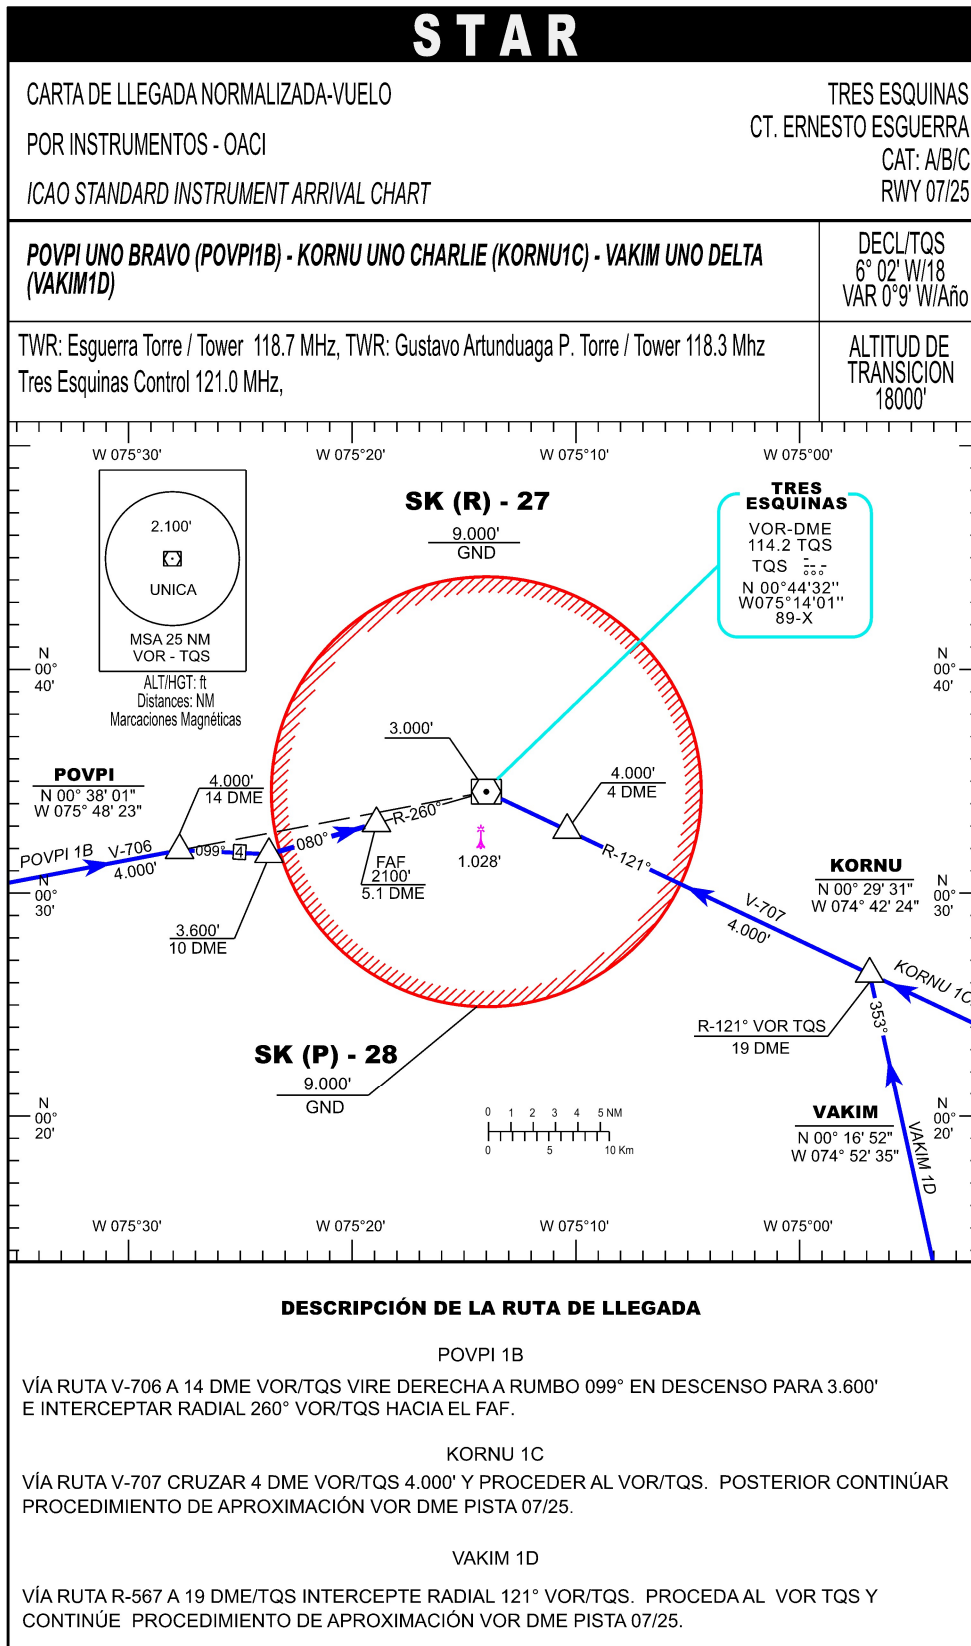 STAR
CARTA DE LLEGADA NORMALIZADA-VUELO
POR INSTRUMENTOS - OACI
ICAO STANDARD INSTRUMENT ARRIVAL CHART
TRES ESQUINAS
CT. ERNESTO ESGUERRA
CAT: A/B/C
RWY 07/25
POVPI UNO BRAVO (POVPI1B) - KORNU UNO CHARLIE (KORNU1C) - VAKIM UNO DELTA
(VAKIM1D)
DECL/TQS
6° 02' W/18
VAR 0°9' W/Año
TWR: Esguerra Torre / Tower 118.7 MHz, TWR: Gustavo Artunduaga P. Torre / Tower 118.3 Mhz
Tres Esquinas Control 121.0 MHz,
ALTITUD DE
TRANSICION
18000'
W 075°30'
W 075°20'
W 075°10'
W 075°00'
2.100'
UNICA
MSA 25 NM
VOR - TQS
ALT/HGT: ft
Distances: NM
Marcaciones Magnéticas
SK (R) - 27
9.000'
GND
TRES
ESQUINAS
VOR-DME
114.2 TQS
TQS
N 00°44'32''
W075°14'01''
89-X
N
00°
40'
N
00°
40'
3.000'
POVPI
N 00° 38' 01"
W 075° 48' 23"
4.000'
14 DME
4.000'
4 DME
POVPI 1B
V-706
4.000'
099°
4
080°
R-260°
FAF
2100'
5.1 DME
1.028'
R-121°
KORNU
N 00° 29' 31"
W 074° 42' 24"
N
00°
30'
N
00°
30'
3.600'
10 DME
V-707
4.000'
KORNU 1C
353°
R-121° VOR TQS
19 DME
SK (P) - 28
9.000'
GND
0 1 2 3 4 5 NM
0 5 10 Km
VAKIM
N 00° 16' 52"
W 074° 52' 35"
VAKIM 1D
N
00°
20'
N
00°
20'
W 075°30'
W 075°20'
W 075°10'
W 075°00'
DESCRIPCIÓN DE LA RUTA DE LLEGADA
POVPI 1B
VÍA RUTA V-706 A 14 DME VOR/TQS VIRE DERECHA A RUMBO 099° EN DESCENSO PARA 3.600'
E INTERCEPTAR RADIAL 260° VOR/TQS HACIA EL FAF.
KORNU 1C
VÍA RUTA V-707 CRUZAR 4 DME VOR/TQS 4.000' Y PROCEDER AL VOR/TQS. POSTERIOR CONTINÚAR
PROCEDIMIENTO DE APROXIMACIÓN VOR DME PISTA 07/25.
VAKIM 1D
VÍA RUTA R-567 A 19 DME/TQS INTERCEPTE RADIAL 121° VOR/TQS. PROCEDA AL VOR TQS Y
CONTINÚE PROCEDIMIENTO DE APROXIMACIÓN VOR DME PISTA 07/25.